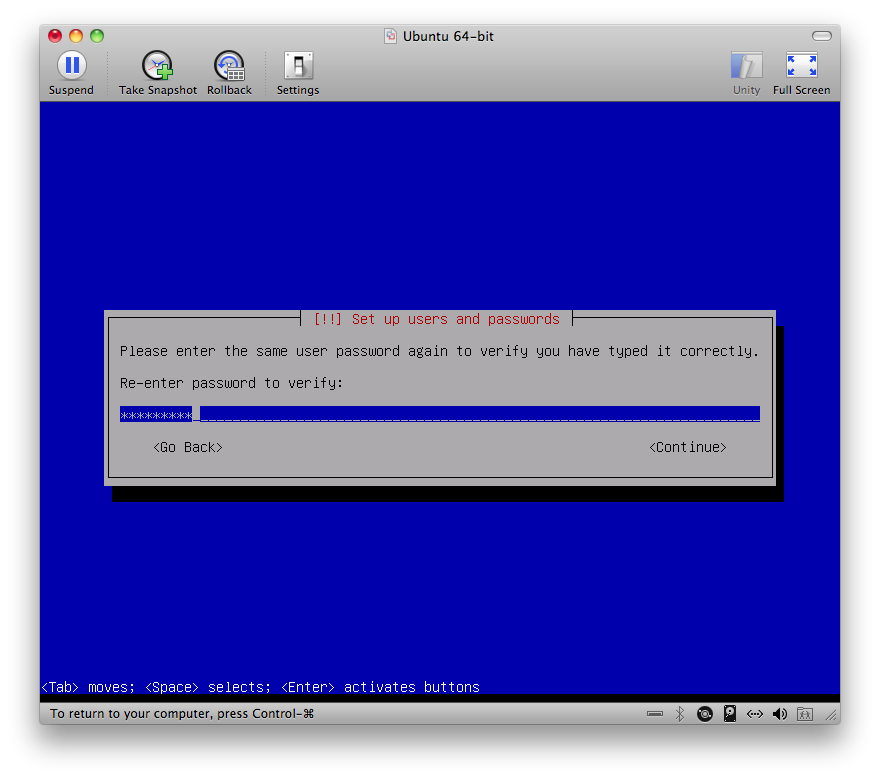 Ubuntu 64-bit
Suspend Take Snapshot Rollback Settings Unity Full Screen
[!!] Set up users and passwords
Please enter the same user password again to verify you have typed it correctly.
Re-enter password to verify:
*********
<Go Back> <Continue>
<Tab> moves; <Space> selects; <Enter> activates buttons
To return to your computer, press Control-⌘